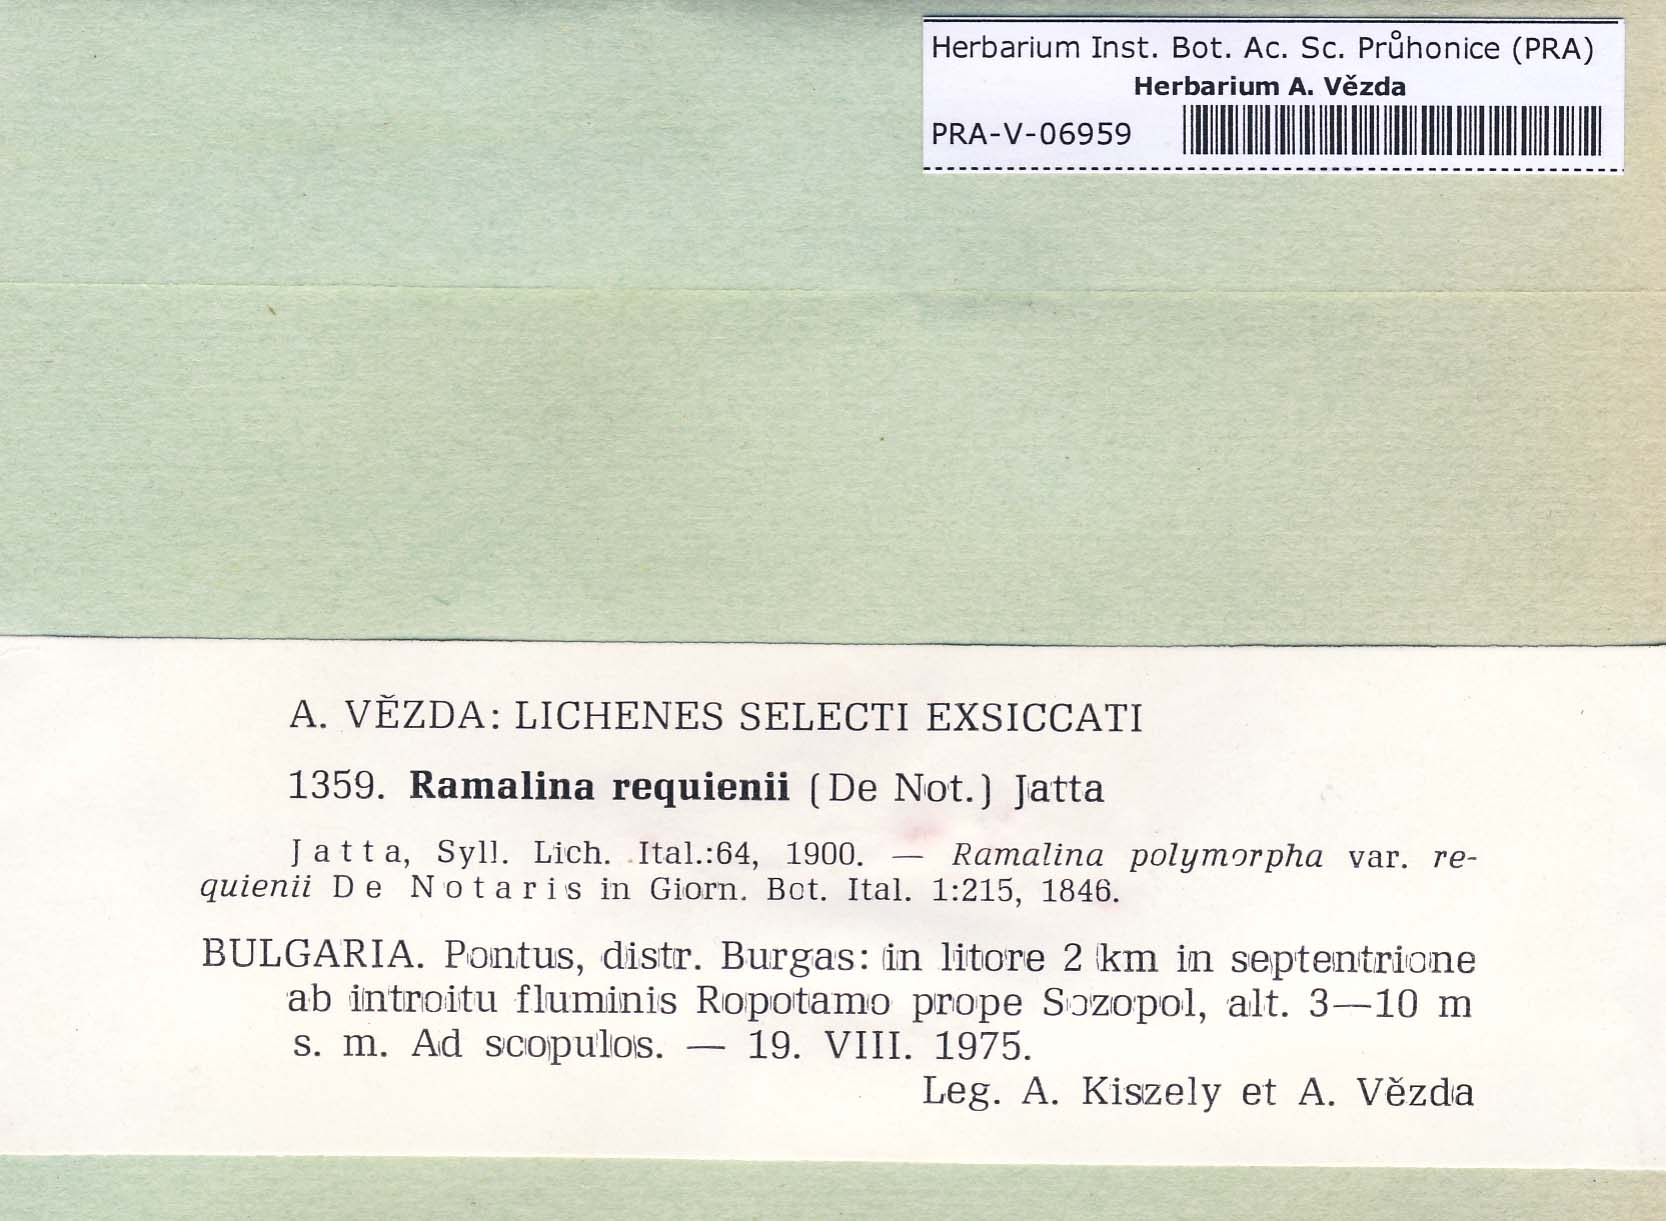 Herbarium Inst. Bot. Ac. Sc. Průhonice (PRA)
Herbarium A. Vězda
PRA-V-06959
A. VĚZDA: LICHENES SELECTI EXSICCATI
1359. Ramalina requienii (De Not.) Jatta
Jatta, Syll. Lich. Ital.:64, 1900. — Ramalina polymorpha var. re-
quienii De Notaris in Giorn. Bot. Ital. 1:215, 1846.
BULGARIA. Pontus, distr. Burgas: in litore 2 km in septentrione
ab introitu fluminis Ropotamo prope Sozopol, alt. 3—10 m
s. m. Ad scopulos. — 19. VIII. 1975.
Leg. A. Kiszely et A. Vězda